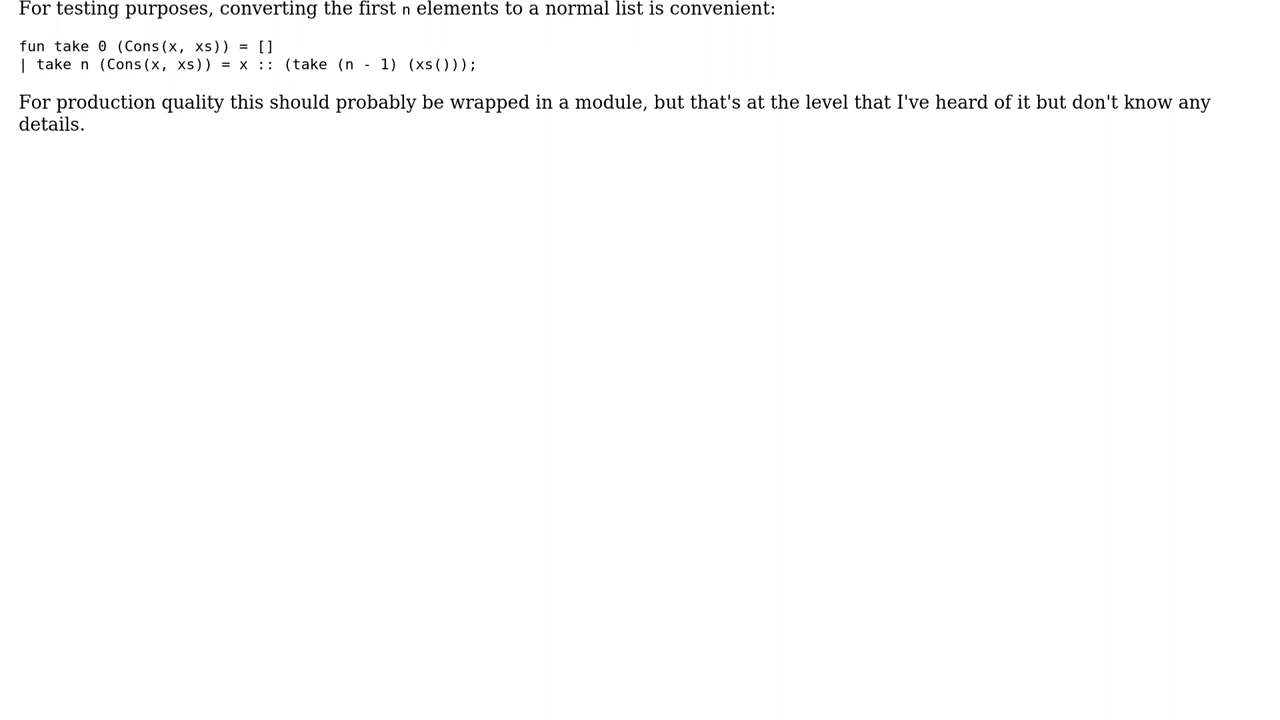 For testing purposes, converting the first n elements to a normal list is convenient:
fun take 0 (Cons(x, xs)) = []
| take n (Cons(x, xs)) = x :: (take (n - 1) (xs()));
For production quality this should probably be wrapped in a module, but that's at the level that I've heard of it but don't know any
details.